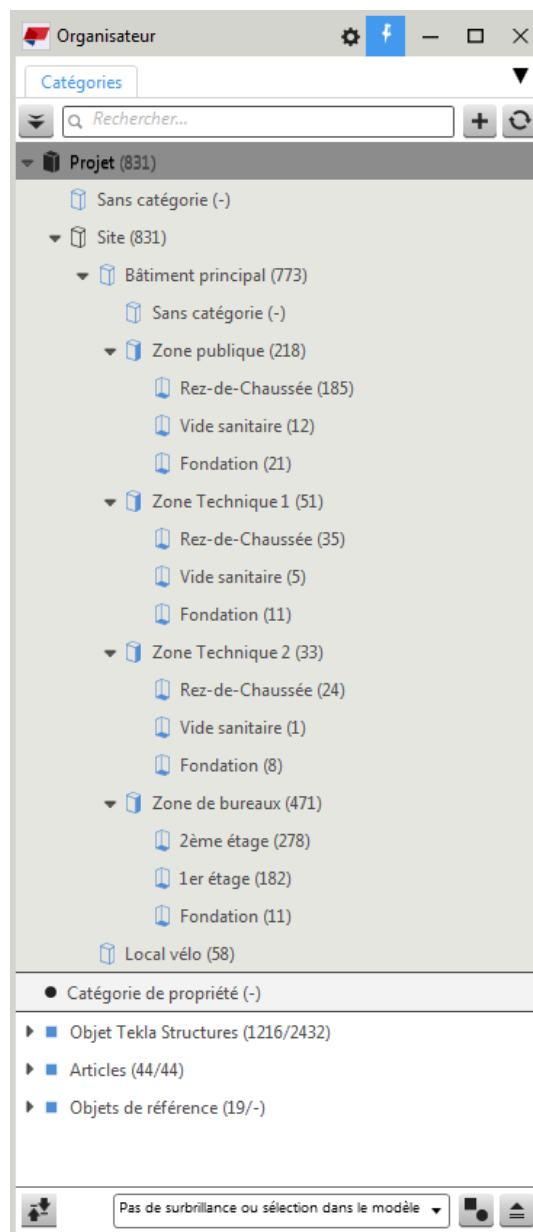 Organisateur
Catégories
Rechercher...
Projet (831)
Sans catégorie (-)
Site (831)
Bâtiment principal (773)
Sans catégorie (-)
Zone publique (218)
Rez-de-Chaussée (185)
Vide sanitaire (12)
Fondation (21)
Zone Technique 1 (51)
Rez-de-Chaussée (35)
Vide sanitaire (5)
Fondation (11)
Zone Technique 2 (33)
Rez-de-Chaussée (24)
Vide sanitaire (1)
Fondation (8)
Zone de bureaux (471)
2ème étage (278)
1er étage (182)
Fondation (11)
Local vélo (58)
Catégorie de propriété (-)
Objet Tekla Structures (1216/2432)
Articles (44/44)
Objets de référence (19/-)
Pas de surbrillance ou sélection dans le modèle